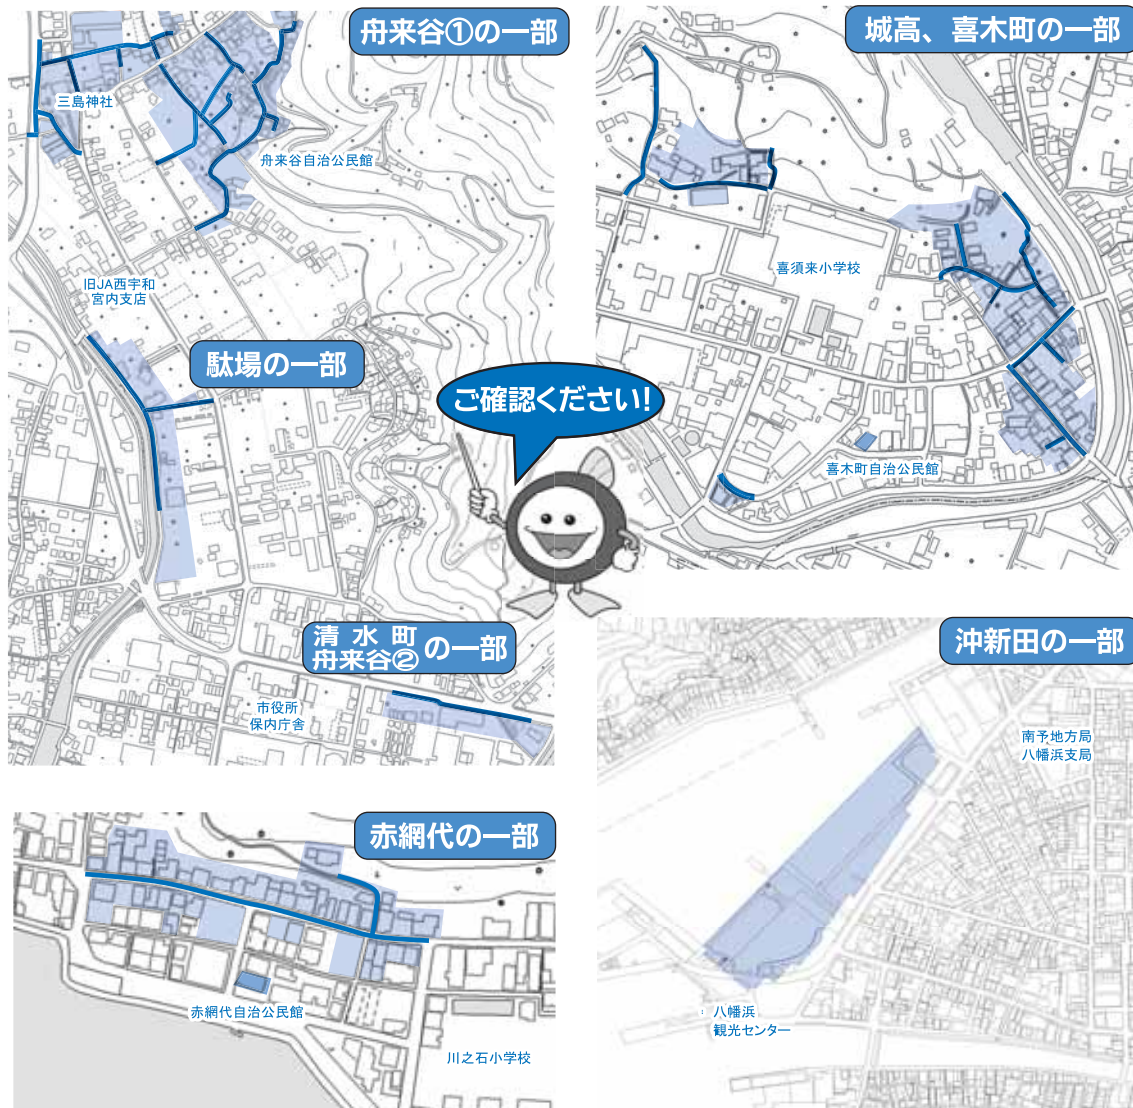 舟来谷①の一部
三島神社
舟来谷自治公民館
旧JA西宇和
宮内支店
駄場の一部
清水町
舟来谷②の一部
市役所
保内庁舎
城高、喜木町の一部
喜須来小学校
喜木町自治公民館
ご確認ください!
赤網代の一部
赤網代自治公民館
川之石小学校
沖新田の一部
南予地方局
八幡浜支局
八幡浜
観光センター